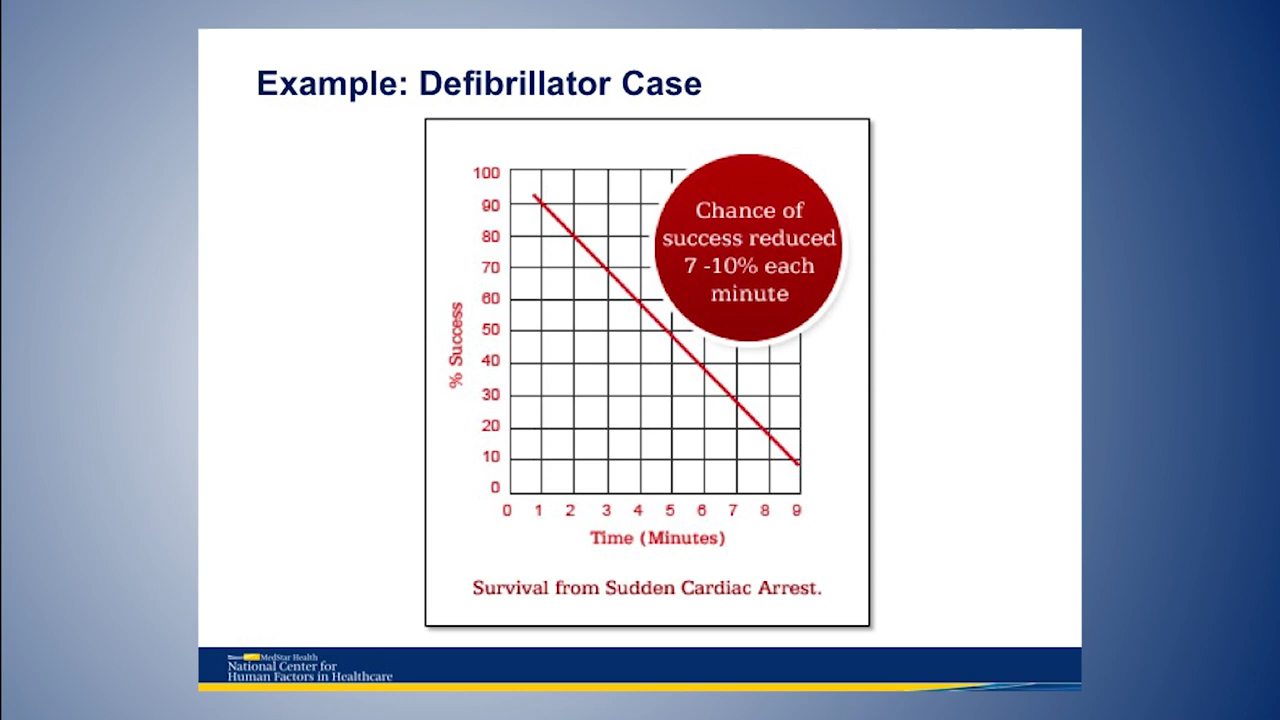 Example: Defibrillator Case
Chance of
success reduced
7 -10% each
minute
100
90
80
70
60
50
40
30
20
10
0
% Success
0 1 2 3 4 5 6 7 8 9
Time (Minutes)
Survival from Sudden Cardiac Arrest.
MedStar Health
National Center for
Human Factors in Healthcare